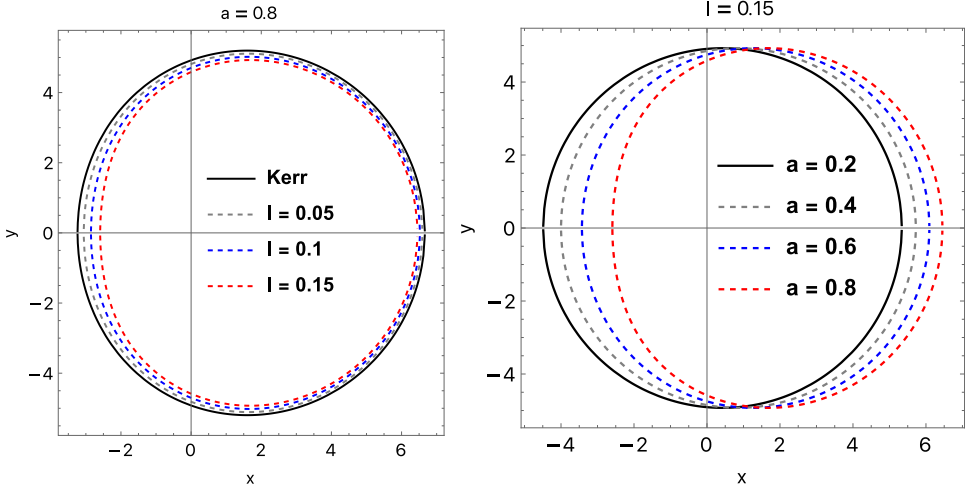 a = 0.8
4
2
0
−2
−4
y
−2
0
2
4
6
x
Kerr
l = 0.05
l = 0.1
l = 0.15
l = 0.15
4
2
0
−2
−4
y
−4
−2
0
2
4
6
x
a = 0.2
a = 0.4
a = 0.6
a = 0.8